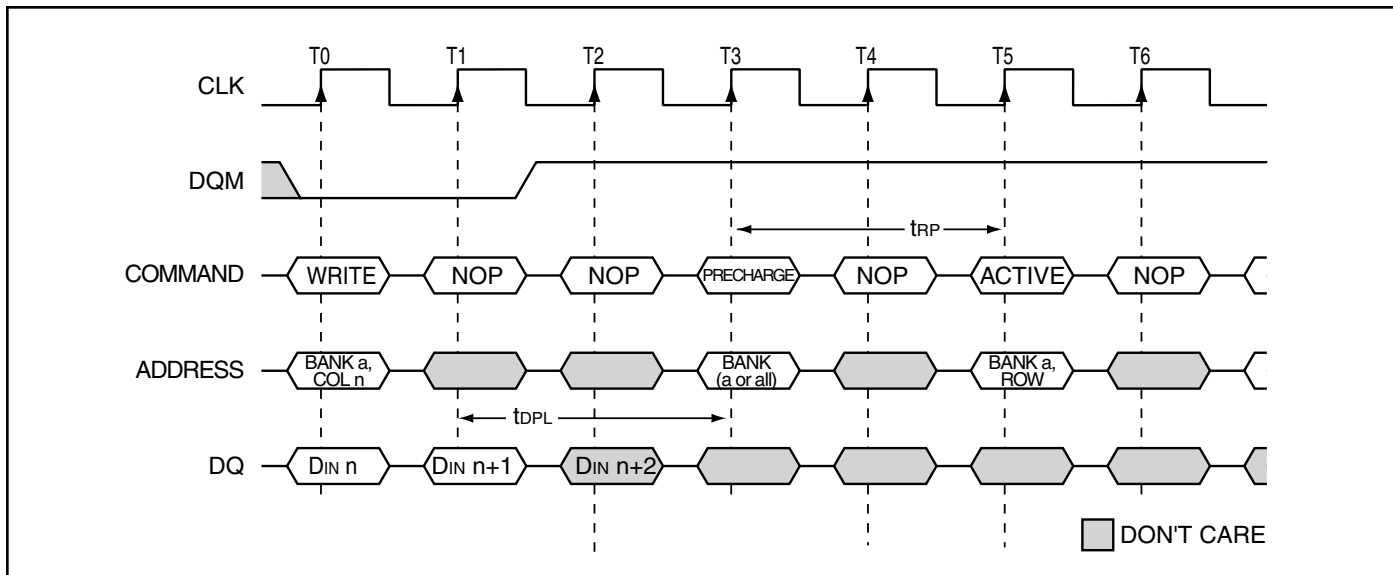 T0 T1 T2 T3 T4 T5 T6
CLK
DQM
tRP
COMMAND WRITE NOP NOP PRECHARGE NOP ACTIVE NOP
ADDRESS
BANK a,
COL n
BANK
(a or all)
BANK a,
ROW
tDPL
DQ DIN n DIN n+1 DIN n+2
DON'T CARE